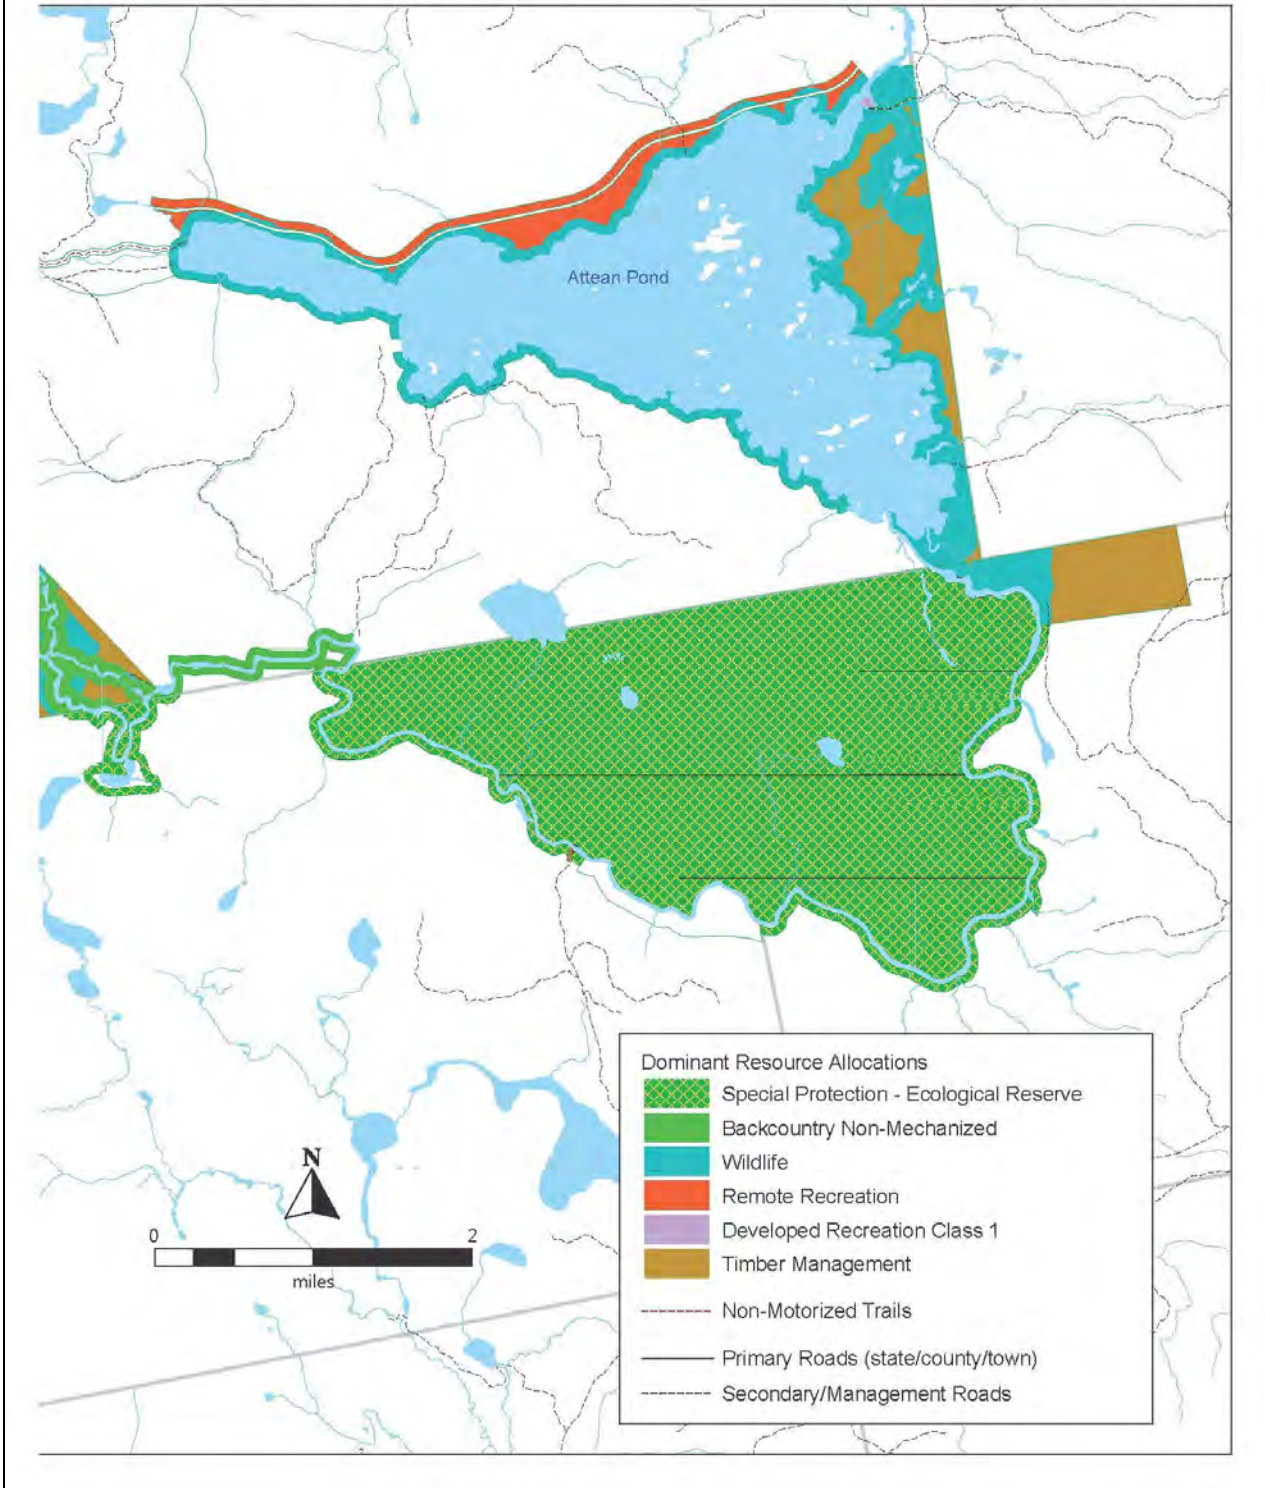 Attean Pond
Dominant Resource Allocations
Special Protection - Ecological Reserve
Backcountry Non-Mechanized
Wildlife
Remote Recreation
Developed Recreation Class 1
Timber Management
Non-Motorized Trails
Primary Roads (state/county/town)
Secondary/Management Roads
N
0 2
miles